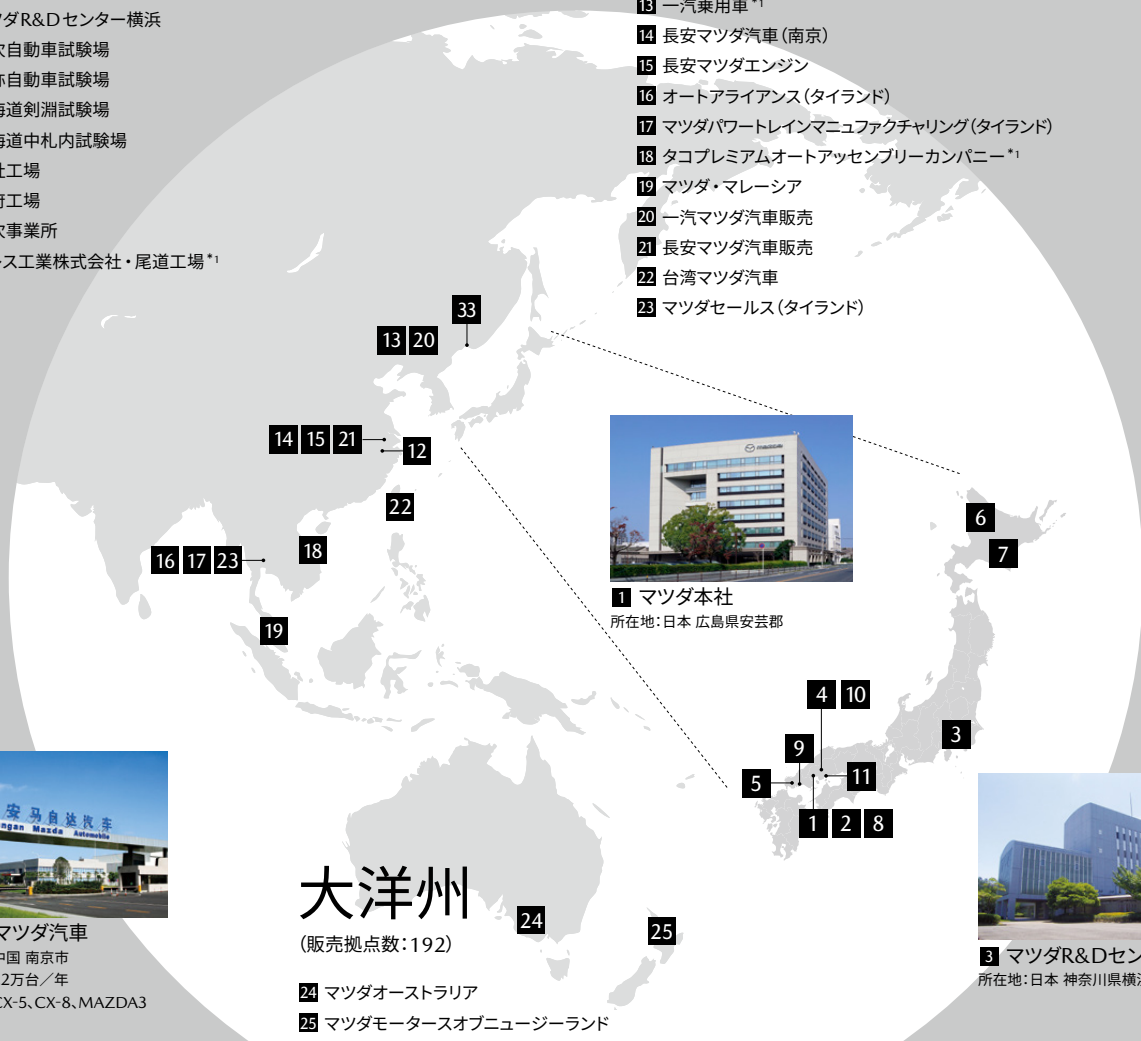 ツダR&Dセンター横浜
次自動車試験場
弥自動車試験場
海道剣淵試験場
海道中札内試験場
社工場
府工場
次事業所
レス工業株式会社・尾道工場*1
13 一汽乗用車*1
14 長安マツダ汽車(南京)
15 長安マツダエンジン
16 オートアライアンス(タイランド)
17 マツダパワートレインマニュファクチャリング(タイランド)
18 タコプレミアムオートアッセンブリーカンパニー*1
19 マツダ・マレーシア
20 一汽マツダ汽車販売
21 長安マツダ汽車販売
22 台湾マツダ汽車
23 マツダセールス(タイランド)
33
13 20
14 15 21
12
22
16 17 23
18
19
mazda
1 マツダ本社
所在地:日本 広島県安芸郡
6
7
4 10
3
9
5
11
1 2 8
安马自达汽车
ngan Mazda Automobile
マツダ汽車
中国 南京市
2万台/年
CX-5、CX-8、MAZDA3
大洋州
(販売拠点数:192)
24
25
24 マツダオーストラリア
25 マツダモータースオブニュージーランド
3 マツダR&Dセン
所在地:日本 神奈川県横浜